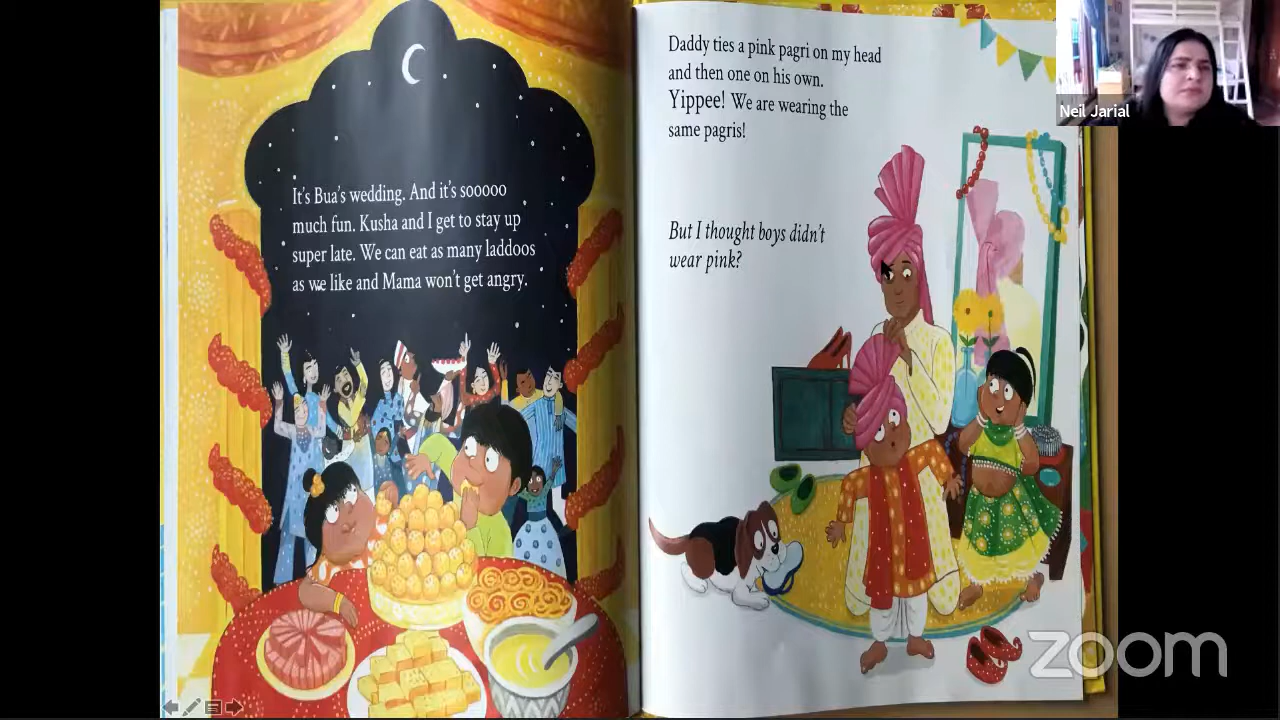 It's Bua's wedding. And it's sooooo
much fun. Kusha and I get to stay up
super late. We can eat as many laddoos
as we like and Mama won't get angry.
Daddy ties a pink pagri on my head
and then one on his own.
Yippee! We are wearing the
same pagris!
But I thought boys didn't
wear pink?
Neil Jarial
zoom